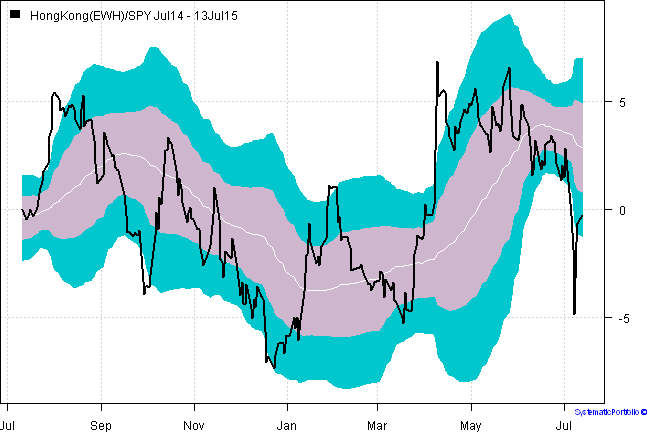 HongKong(EWH)/SPY Jul14 - 13Jul15
5
0
-5
Jul Sep Nov Jan Mar May Jul
SystematicPortfolio ©